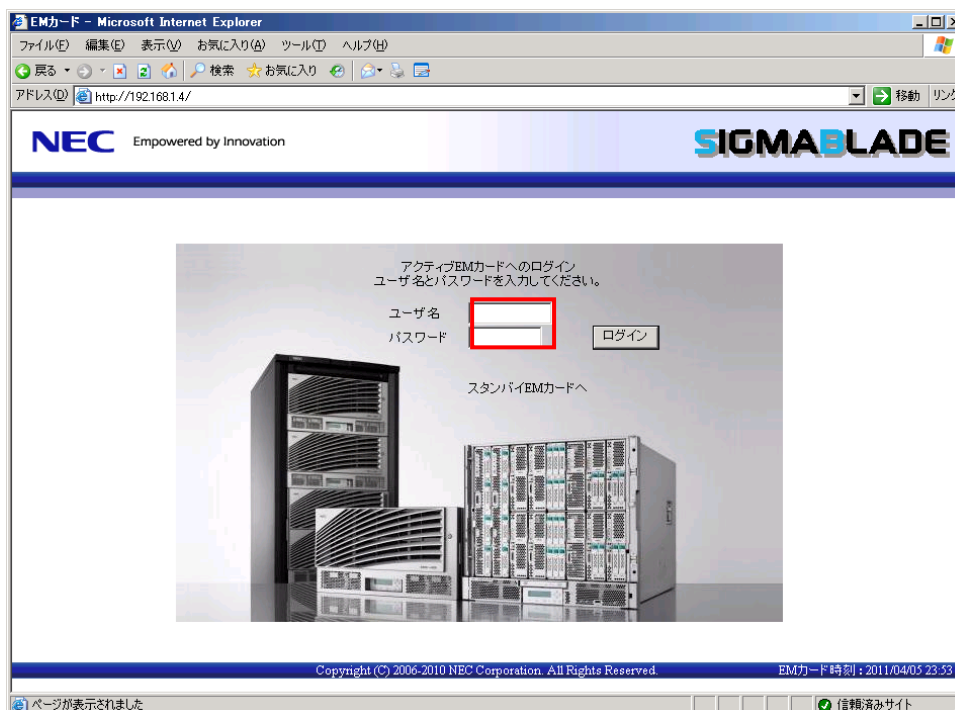 EMカード - Microsoft Internet Explorer
ファイル(F) 編集(E) 表示(V) お気に入り(A) ツール(T) ヘルプ(H)
戻る 検索 お気に入り
アドレス(D) http://192.168.1.4/ 移動 リンク
NEC Empowered by Innovation SIGMABLADE
アクティブEMカードへのログイン
ユーザ名とパスワードを入力してください。
ユーザ名
パスワード ログイン
スタンバイEMカードへ
Copyright (C) 2006-2010 NEC Corporation. All Rights Reserved. EMカード時刻 : 2011/04/05 23:53
ページが表示されました 信頼済みサイト